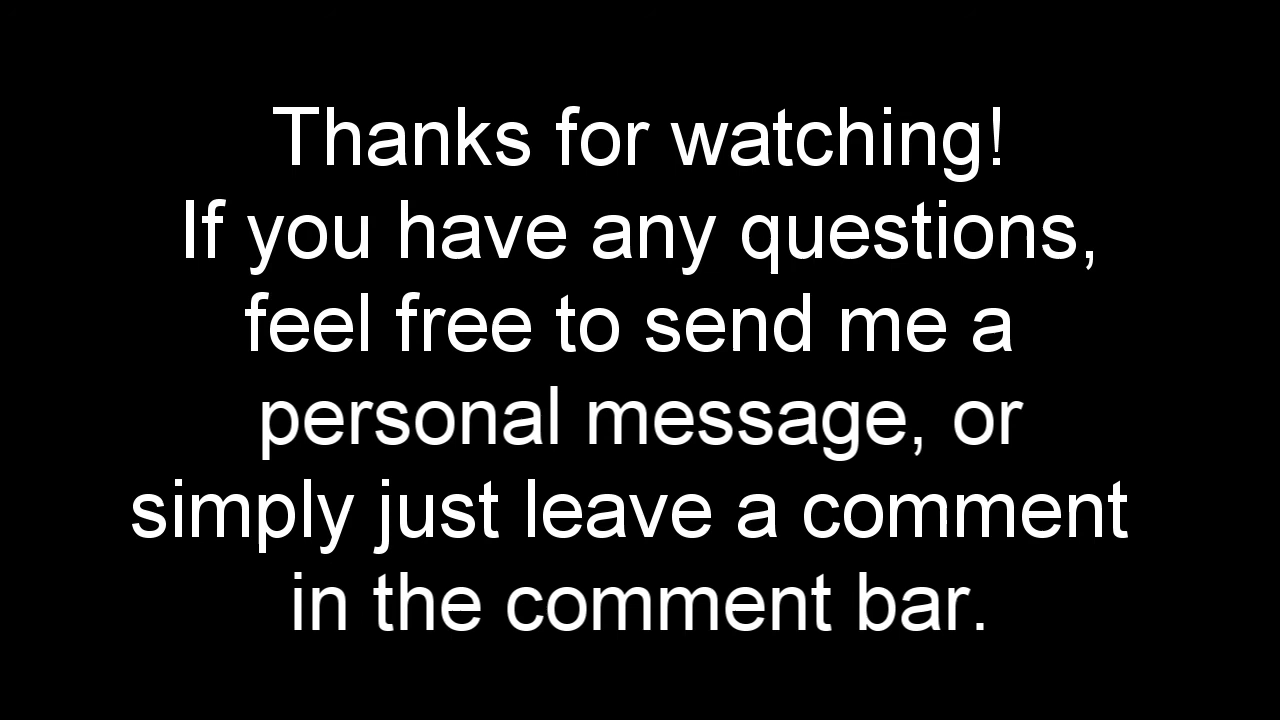 Thanks for watching!
If you have any questions,
feel free to send me a
personal message, or
simply just leave a comment
in the comment bar.